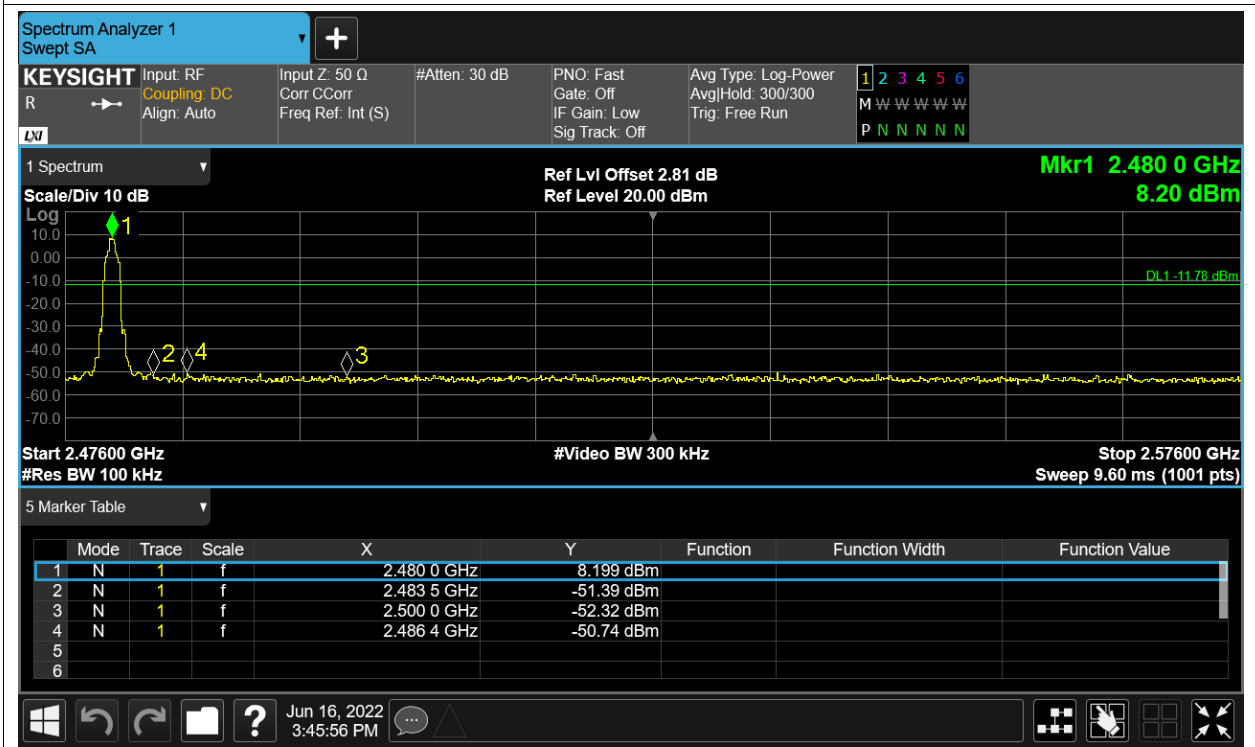 Spectrum Analyzer 1
Swept SA
+
KEYSIGHT Input: RF Input Z: 50 Ω #Atten: 30 dB PNO: Fast Avg Type: Log-Power 1 2 3 4 5 6
R Coupling: DC Corr CCorr Gate: Off Avg|Hold: 300/300 M W W W W W
Align: Auto Freq Ref: Int (S) IF Gain: Low Trig: Free Run
LXI Sig Track: Off P N N N N N
1 Spectrum Ref Lvl Offset 2.81 dB Mkr1 2.480 0 GHz
Scale/Div 10 dB Ref Level 20.00 dBm 8.20 dBm
Log
1
10.0
0.00
-10.0 DL1 -11.78 dBm
-20.0
-30.0
-40.0 2 4 3
-50.0
-60.0
-70.0
Start 2.47600 GHz #Video BW 300 kHz Stop 2.57600 GHz
#Res BW 100 kHz Sweep 9.60 ms (1001 pts)
5 Marker Table
Mode Trace Scale X Y Function Function Width Function Value
1 N 1 f 2.480 0 GHz 8.199 dBm
2 N 1 f 2.483 5 GHz -51.39 dBm
3 N 1 f 2.500 0 GHz -52.32 dBm
4 N 1 f 2.486 4 GHz -50.74 dBm
5
6
? Jun 16, 2022
3:45:56 PM